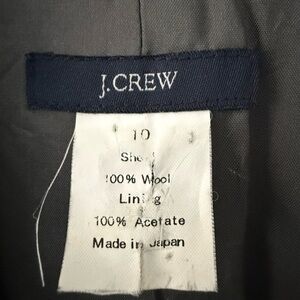 J.CREW
10
Shell
100% Wool
Lining
100% Acetate
Made in Japan